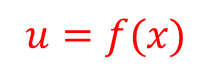 u = f(x)